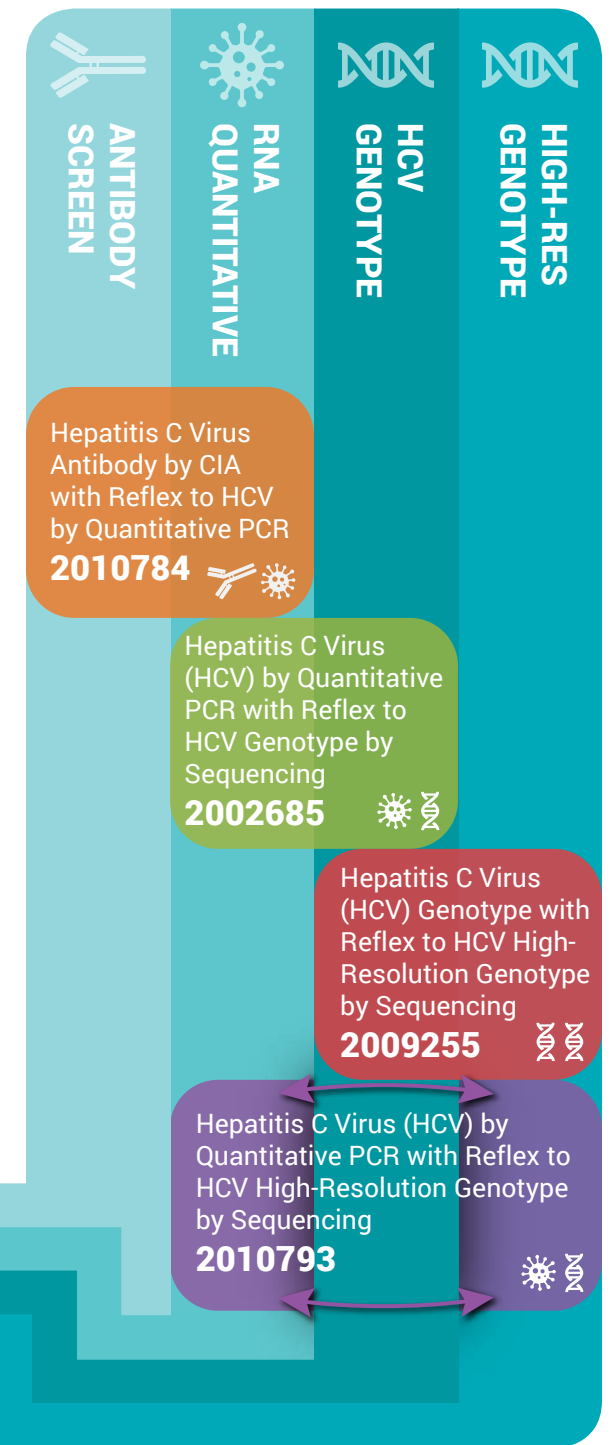 ANTIBODY
SCREEN
RNA
QUANTITATIVE
HCV
GENOTYPE
HIGH-RES
GENOTYPE
Hepatitis C Virus
Antibody by CIA
with Reflex to HCV
by Quantitative PCR
2010784
Hepatitis C Virus
(HCV) by Quantitative
PCR with Reflex to
HCV Genotype by
Sequencing
2002685
Hepatitis C Virus
(HCV) Genotype with
Reflex to HCV High-
Resolution Genotype
by Sequencing
2009255
Hepatitis C Virus (HCV) by
Quantitative PCR with Reflex to
HCV High-Resolution Genotype
by Sequencing
2010793